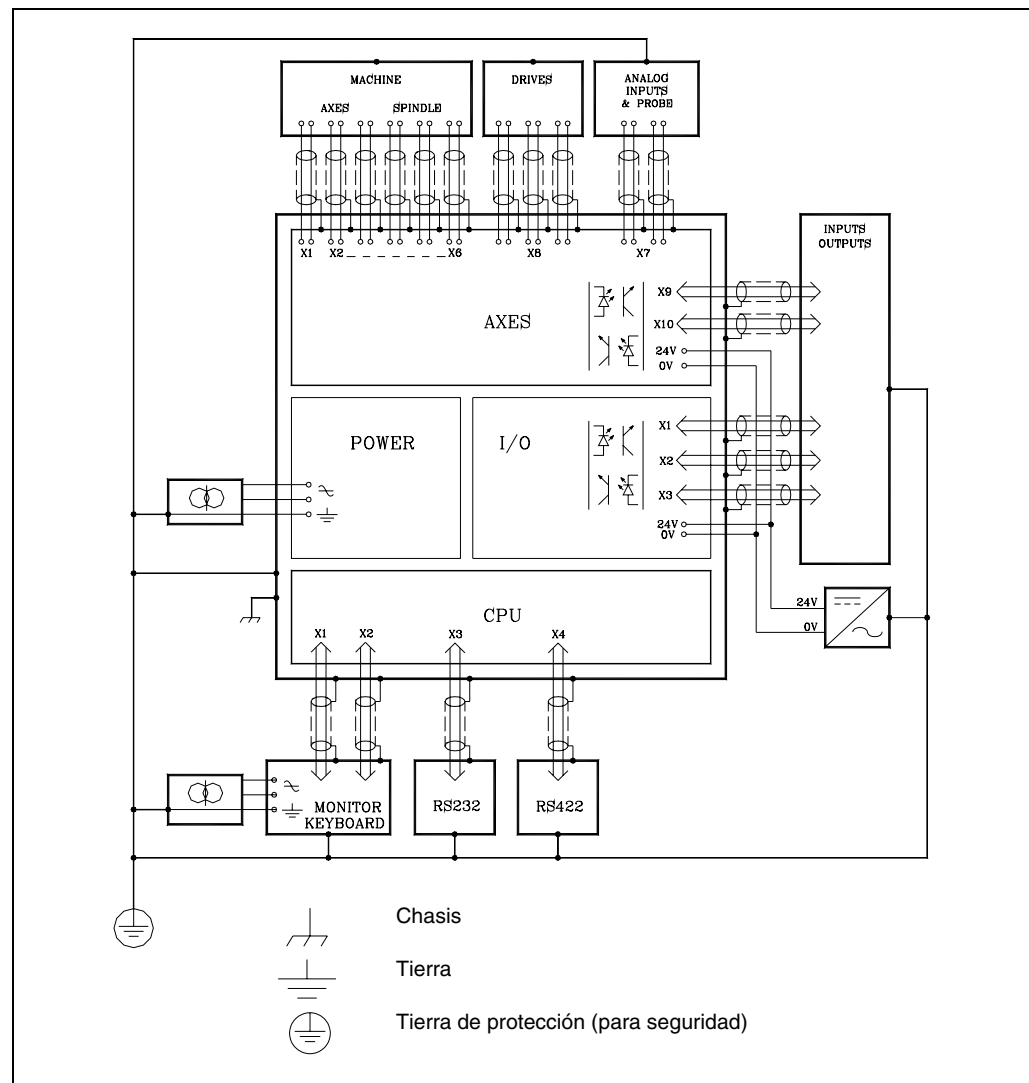 MACHINE
AXES SPINDLE
DRIVES
ANALOG
INPUTS
& PROBE
X1 X2 X6 X8 X7
INPUTS
OUTPUTS
AXES
X9
X10
24V
0V
POWER
I/O
X1
X2
X3
24V
0V
24V
0V
CPU
X1 X2 X3 X4
MONITOR
KEYBOARD
RS232
RS422
Chasis
Tierra
Tierra de protección (para seguridad)